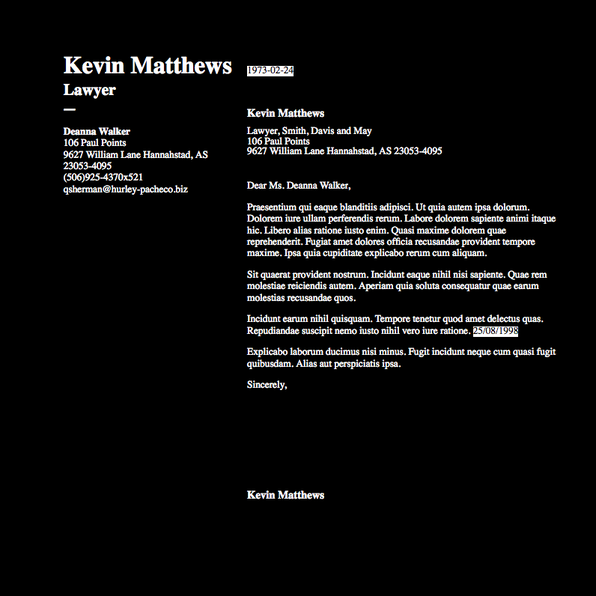 Kevin Matthews
Lawyer
Deanna Walker
106 Paul Points
9627 William Lane Hannahstad, AS
23053-4095
(506)925-4370x521
qsherman@hurley-pacheco.biz
1973-02-24
Kevin Matthews
Lawyer, Smith, Davis and May
106 Paul Points
9627 William Lane Hannahstad, AS 23053-4095
Dear Ms. Deanna Walker,
Praesentium qui eaque blanditiis adipisci. Ut quia autem ipsa dolorum.
Dolorem iure ullam perferendis rerum. Labore dolorem sapiente animi itaque
hic. Libero alias ratione iusto enim. Quasi maxime dolorem quae
reprehenderit. Fugiat amet dolores officia recusandae provident tempore
maxime. Ipsa quia cupiditate explicabo rerum cum aliquam.
Sit quaerat provident nostrum. Incidunt eaque nihil nisi sapiente. Quae rem
molestiae reiciendis autem. Aperiam quia soluta consequatur quae earum
molestias recusandae quos.
Incidunt earum nihil quisquam. Tempore tenetur quod amet delectus quas.
Repudiandae suscipit nemo iusto nihil vero iure ratione. 25/08/1998
Explicabo laborum ducimus nisi minus. Fugit incidunt neque cum quasi fugit
quibusdam. Alias aut perspiciatis ipsa.
Sincerely,
Kevin Matthews